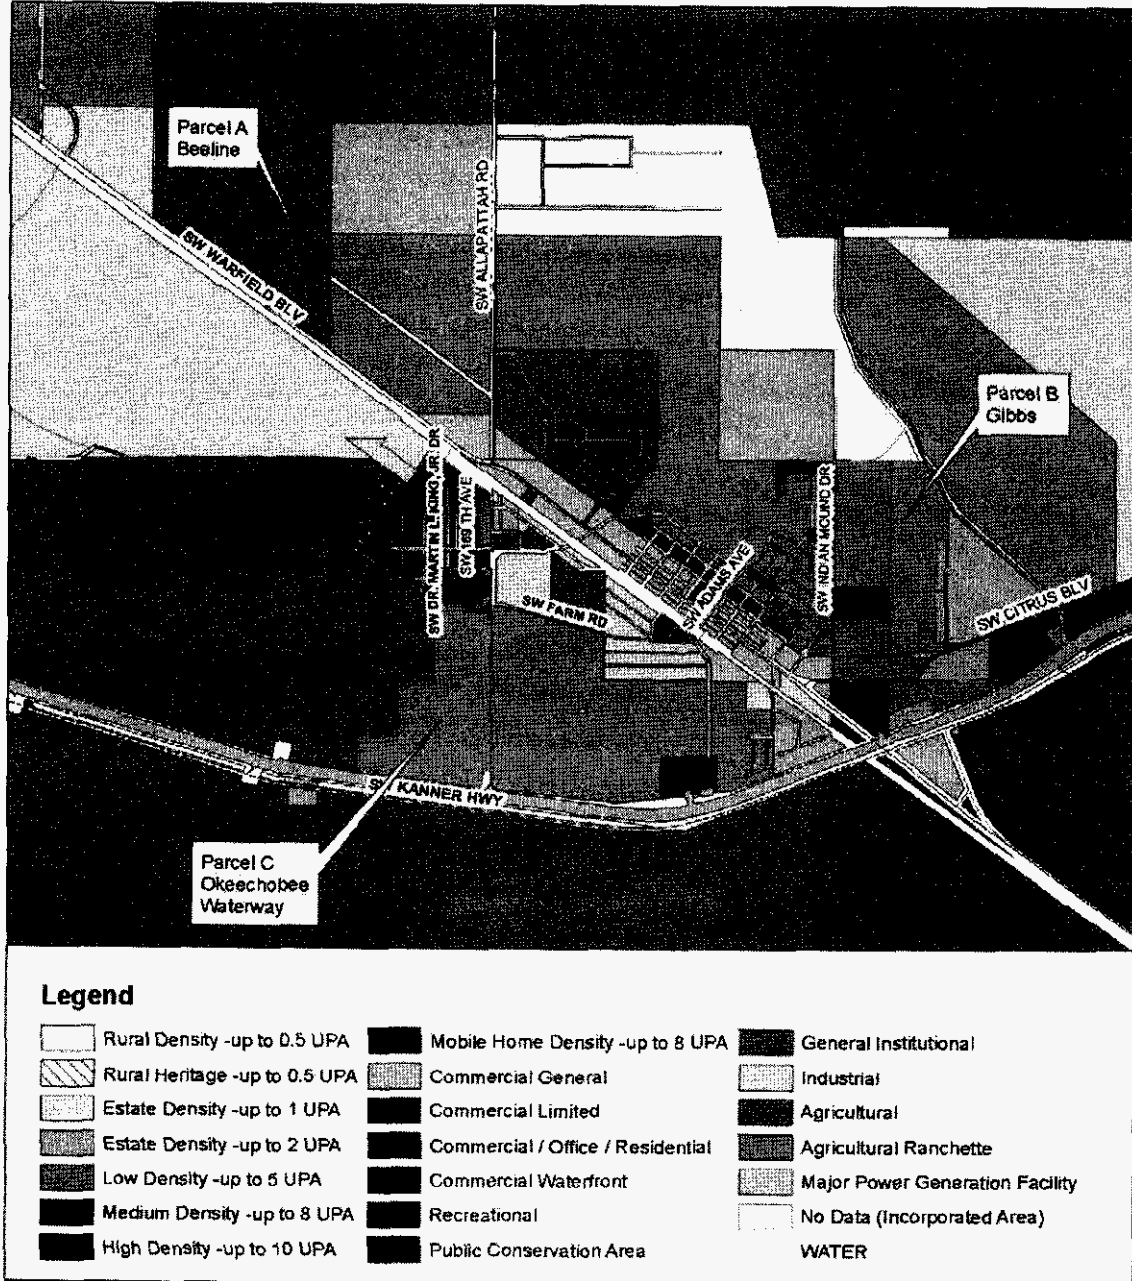 Parcel A
Beeline
SW ALLAPATTAH RD
SW WARFIELD BLV
Parcel B
Gibbs
SW DR. MARTIN L KING, JR DR
SW 169 TH AVE
SW INDIAN MOUND DR
SW ADAMS AVE
SW FARM RD
SW CITRUS BLV
SW KANNER HWY
Parcel C
Okeechobee
Waterway
Legend
Rural Density -up to 0.5 UPA
Rural Heritage -up to 0.5 UPA
Estate Density -up to 1 UPA
Estate Density -up to 2 UPA
Low Density -up to 5 UPA
Medium Density -up to 8 UPA
High Density -up to 10 UPA
Mobile Home Density -up to 8 UPA
Commercial General
Commercial Limited
Commercial / Office / Residential
Commercial Waterfront
Recreational
Public Conservation Area
General Institutional
Industrial
Agricultural
Agricultural Ranchette
Major Power Generation Facility
No Data (Incorporated Area)
WATER